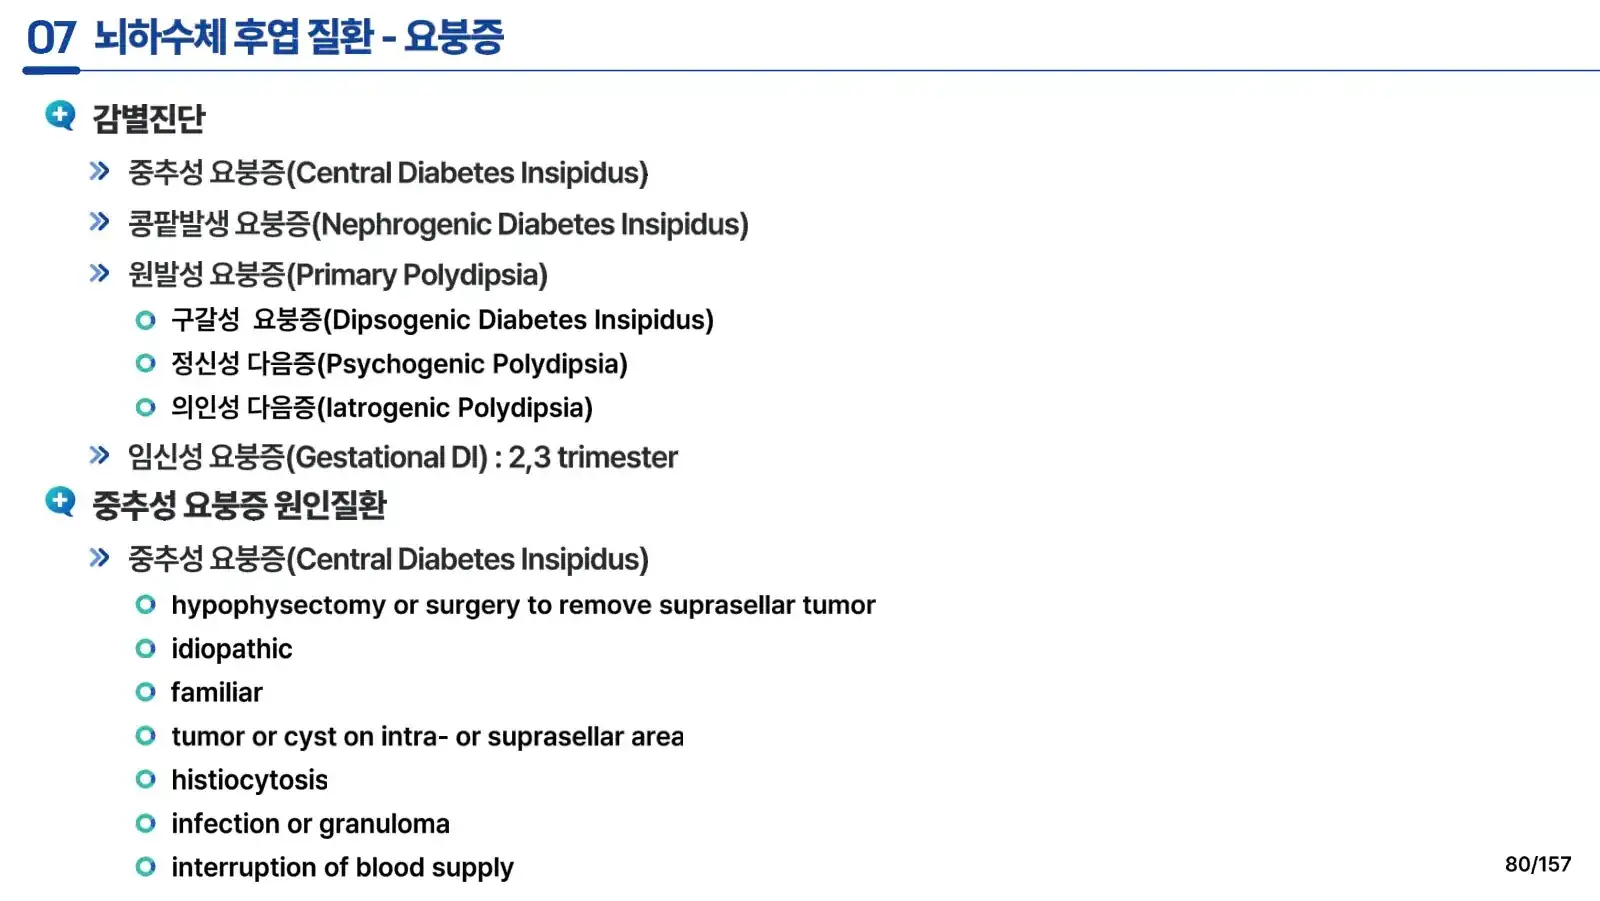 07 뇌하수체 후엽 질환 - 요붕증
감별진단
중추성 요붕증(Central Diabetes Insipidus)
콩팥발생 요붕증(Nephrogenic Diabetes Insipidus)
원발성 요붕증(Primary Polydipsia)
구갈성 요붕증(Dipsogenic Diabetes Insipidus)
정신성 다음증(Psychogenic Polydipsia)
의인성 다음증(Iatrogenic Polydipsia)
임신성 요붕증(Gestational DI) : 2,3 trimester
중추성 요붕증 원인질환
중추성 요붕증(Central Diabetes Insipidus)
hypophysectomy or surgery to remove suprasellar tumor
idiopathic
familiar
tumor or cyst on intra- or suprasellar area
histiocytosis
infection or granuloma
interruption of blood supply
80/157